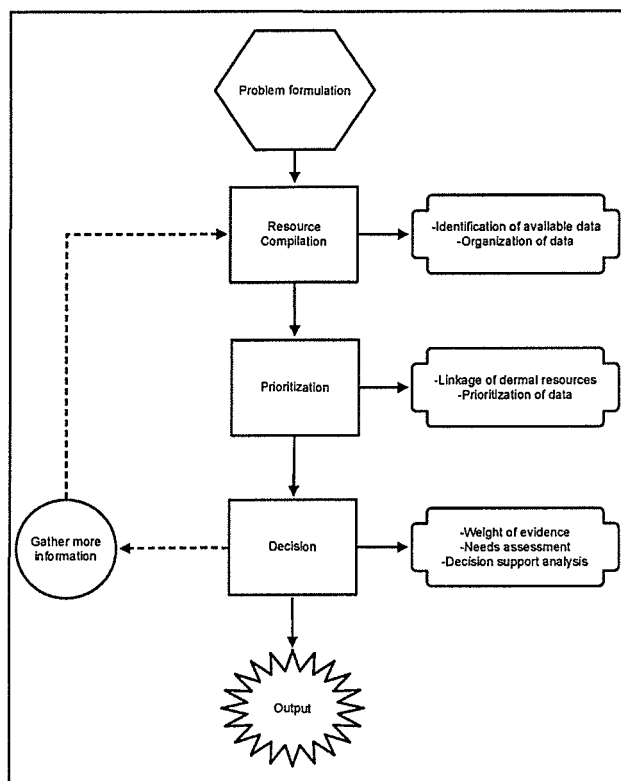 Problem formulation
Resource
Compilation
-Identification of available data
-Organization of data
Prioritization
-Linkage of dermal resources
-Prioritization of data
Gather more
information
Decision
-Weight of evidence
-Needs assessment
-Decision support analysis
Output